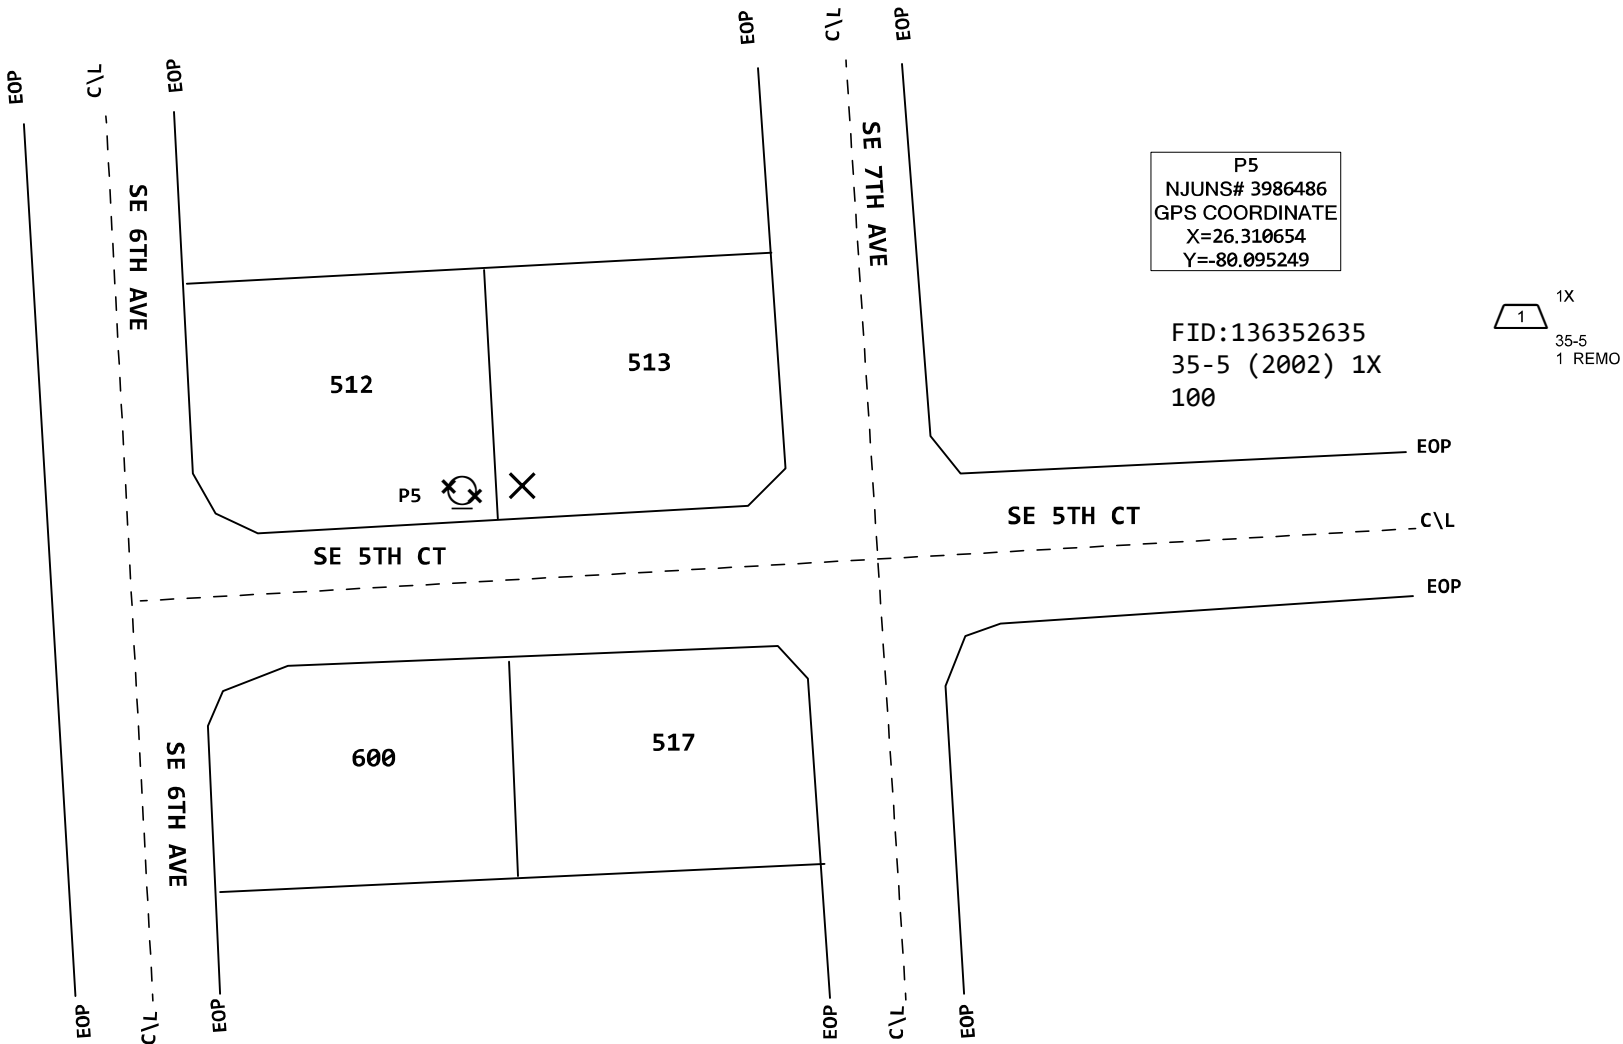 EOP
C\L
EOP
EOP
C\L
EOP
SE 6TH AVE
SE 7TH AVE
P5
NJUNS# 3986486
GPS COORDINATE
X=26.310654
Y=-80.095249
1X
1
35-5
1 REMO
FID:136352635
35-5 (2002) 1X
100
512
513
EOP
P5
SE 5TH CT
C\L
SE 5TH CT
EOP
600
517
SE 6TH AVE
EOP
C\L
EOP
EOP
C\L
EOP